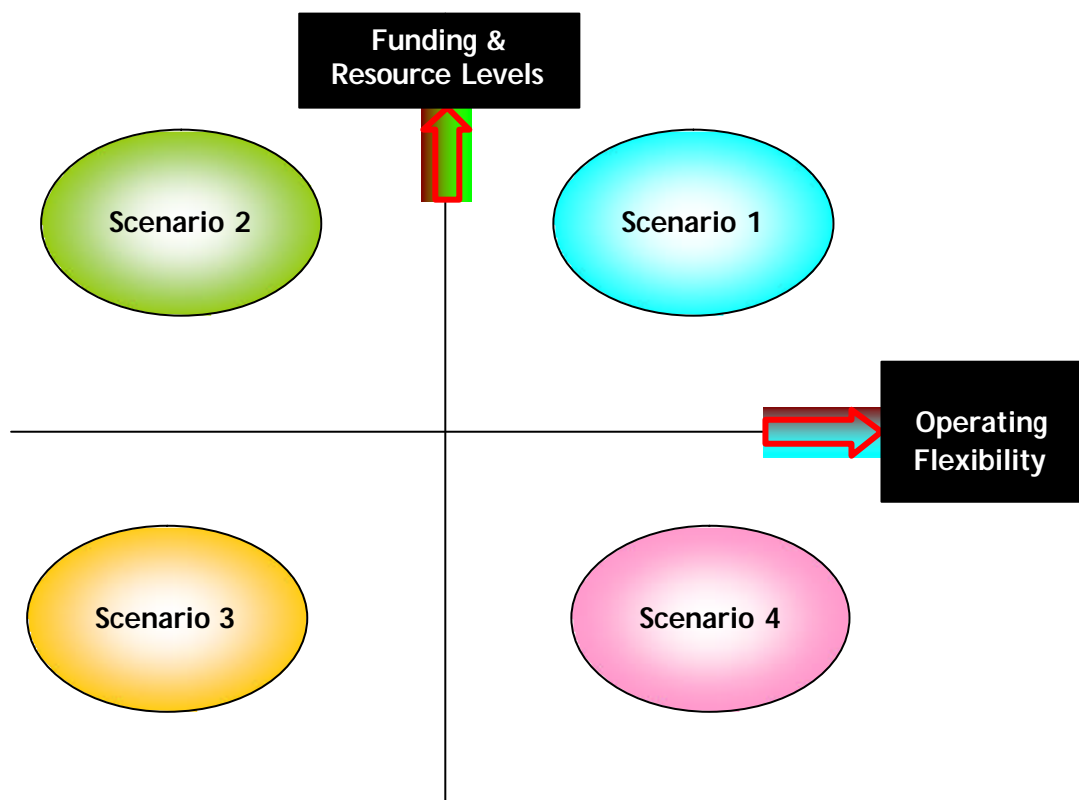 Funding &
Resource Levels
Scenario 2
Scenario 1
Operating
Flexibility
Scenario 3
Scenario 4